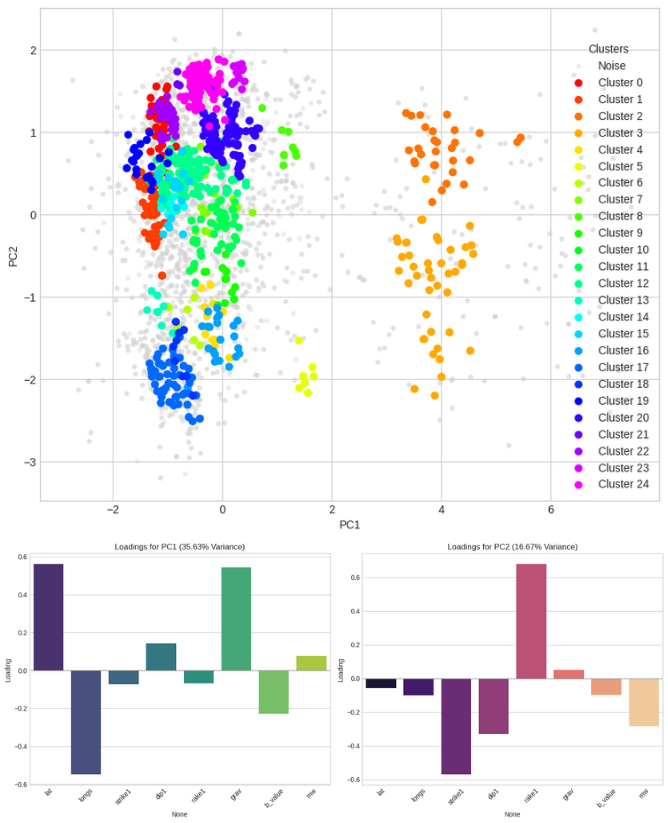 2
1
0
−1
−2
−3
PC2
−2
0
2
4
6
PC1
Clusters
Noise
Cluster 0
Cluster 1
Cluster 2
Cluster 3
Cluster 4
Cluster 5
Cluster 6
Cluster 7
Cluster 8
Cluster 9
Cluster 10
Cluster 11
Cluster 12
Cluster 13
Cluster 14
Cluster 15
Cluster 16
Cluster 17
Cluster 18
Cluster 19
Cluster 20
Cluster 21
Cluster 22
Cluster 23
Cluster 24
Loadings for PC1 (35.63% Variance)
0.6
0.4
0.2
0.0
−0.2
−0.4
−0.6
Loading
lat
longs
strike1
dip1
rake1
grav
b_value
mw
None
Loadings for PC2 (16.67% Variance)
0.6
0.4
0.2
0.0
−0.2
−0.4
−0.6
Loading
lat
longs
strike1
dip1
rake1
grav
b_value
mw
None